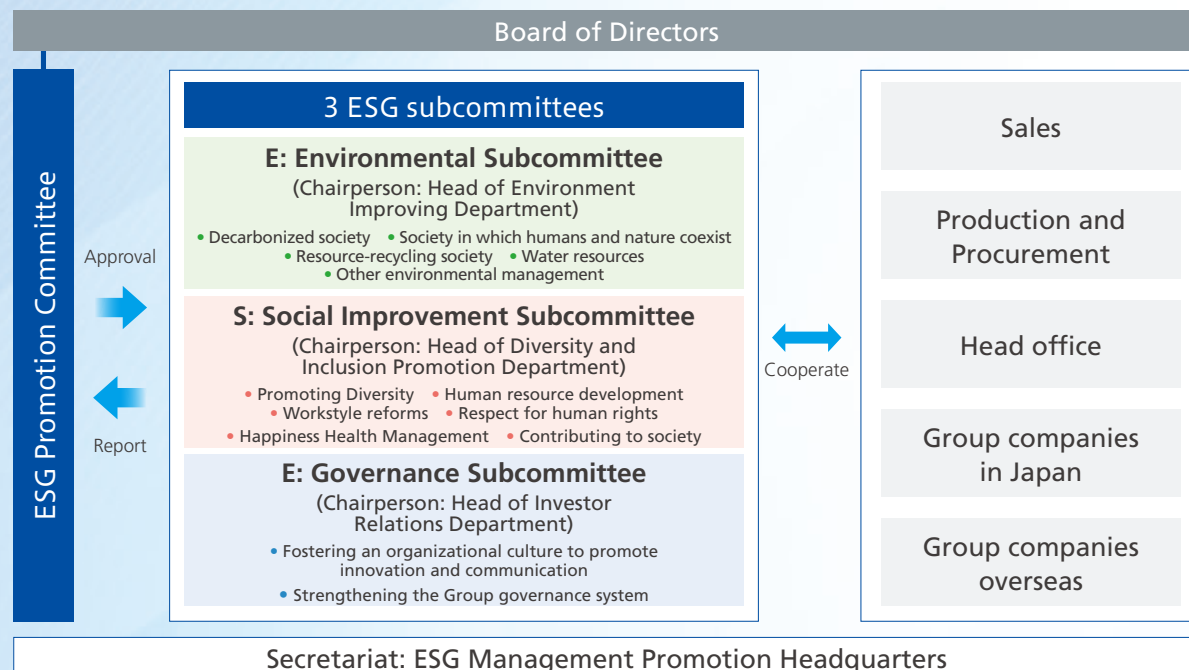 Board of Directors
ESG Promotion Committee
Approval
Report
3 ESG subcommittees
E: Environmental Subcommittee
(Chairperson: Head of Environment
Improving Department)
• Decarbonized society • Society in which humans and nature coexist
• Resource-recycling society • Water resources
• Other environmental management
S: Social Improvement Subcommittee
(Chairperson: Head of Diversity and
Inclusion Promotion Department)
• Promoting Diversity • Human resource development
• Workstyle reforms • Respect for human rights
• Happiness Health Management • Contributing to society
E: Governance Subcommittee
(Chairperson: Head of Investor
Relations Department)
• Fostering an organizational culture to promote
innovation and communication
• Strengthening the Group governance system
Cooperate
Sales
Production and
Procurement
Head office
Group companies
in Japan
Group companies
overseas
Secretariat: ESG Management Promotion Headquarters